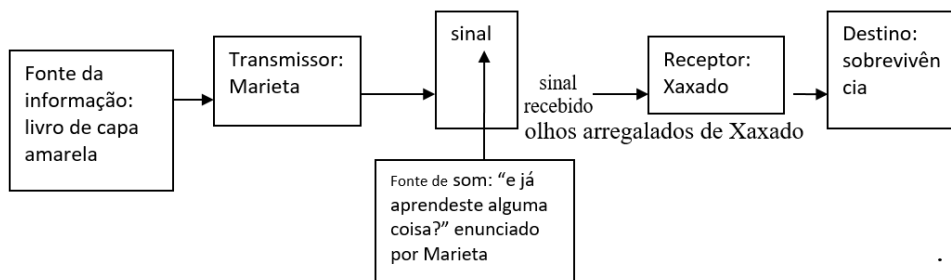 Fonte da
informação:
livro de capa
amarela
Transmissor:
Marieta
sinal
sinal
recebido
olhos arregalados de Xaxado
Receptor:
Xaxado
Destino:
sobrevivên
cia
Fonte de som: “e já
aprendeste alguma
coisa?” enunciado
por Marieta
.